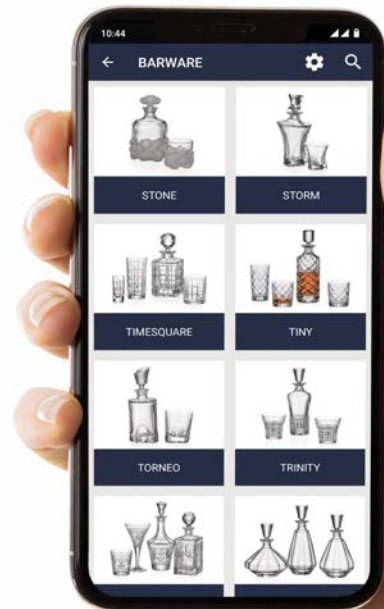 10:44
BARWARE
STONE
STORM
TIMESQUARE
TINY
TORNEO
TRINITY